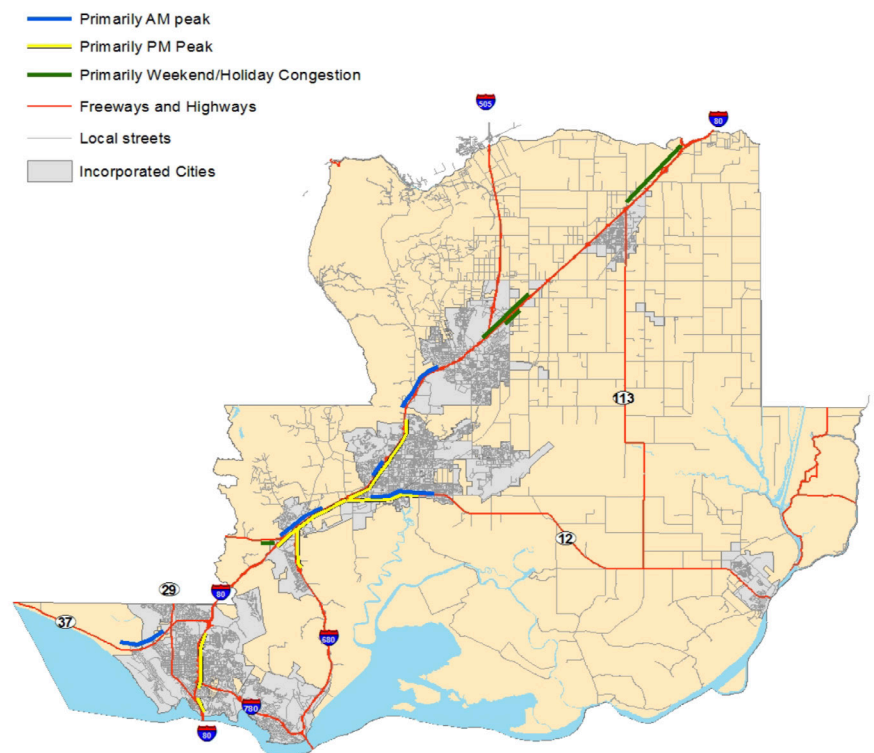 Primarily AM peak
Primarily PM Peak
Primarily Weekend/Holiday Congestion
Freeways and Highways
Local streets
Incorporated Cities
505
80
113
12
29
80
37
680
780
80